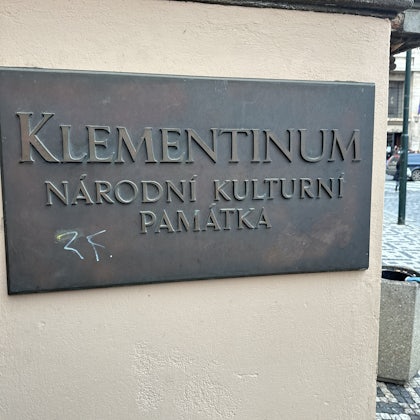 KLEMENTINUM
NÁRODNÍ KULTURNÍ
PAMÁTKA